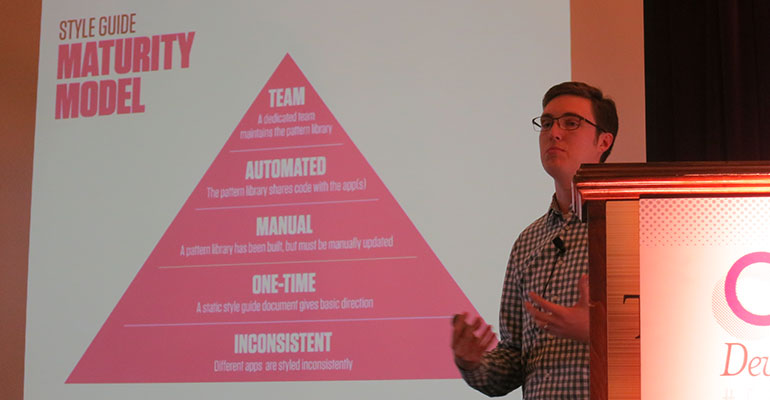 STYLE GUIDE
MATURITY
MODEL
TEAM
A dedicated team
maintains the pattern library
AUTOMATED
The pattern library shares code with the app(s)
MANUAL
A pattern library has been built, but must be manually updated
ONE-TIME
A static style guide document gives basic direction
INCONSISTENT
Different apps are styled inconsistently